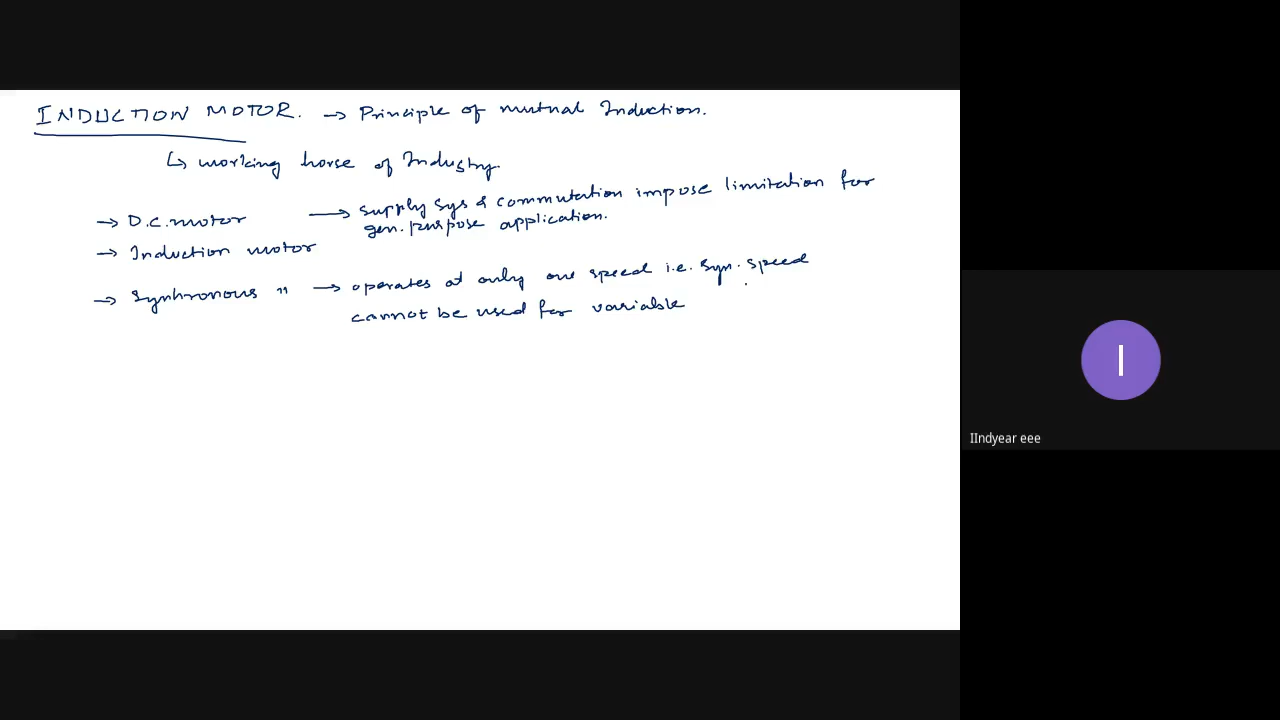 INDUCTION MOTOR. → Principle of mutual Induction.
↳ working horse of Industry.
→ D.C. motor → supply sys & commutation impose limitation for
gen. purpose application.
→ Induction motor
→ Synhronous " → operates at only one speed i.e. syn. speed
cannot be used for variable
I
IIndyear eee